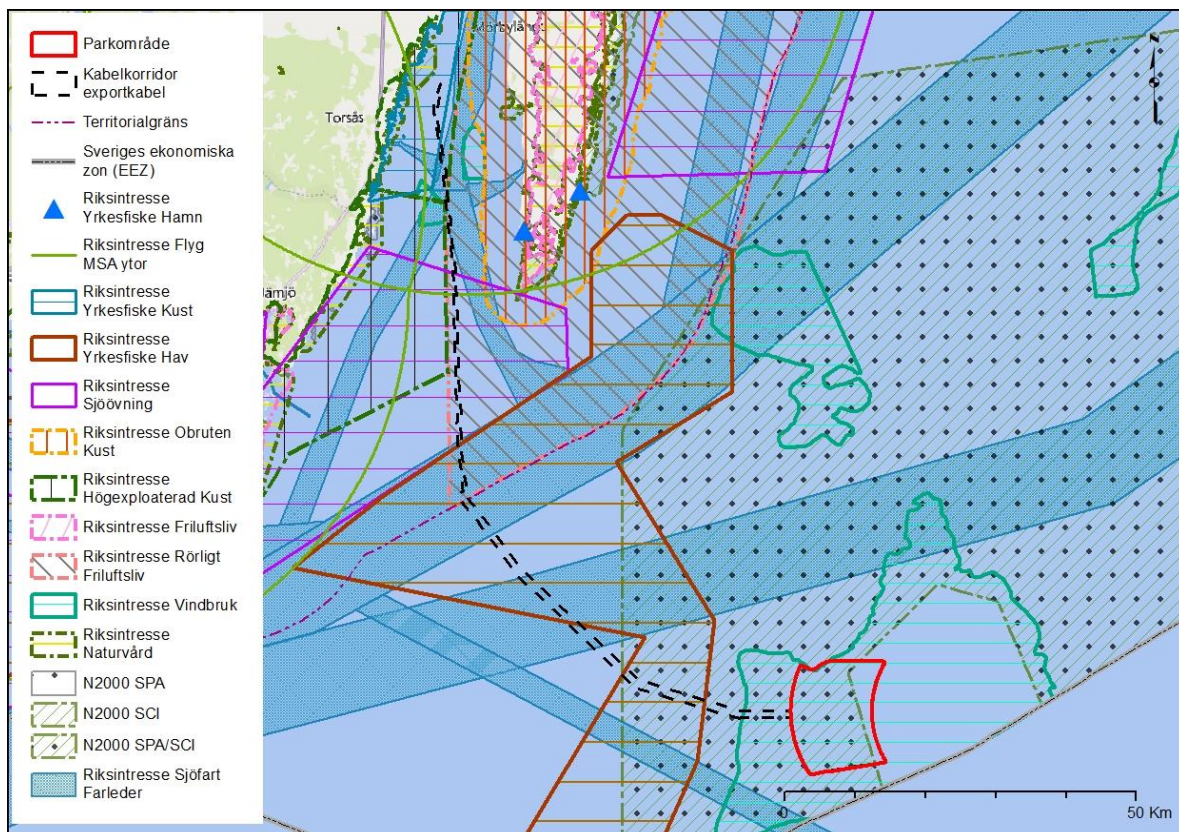 Parkområde
Kabelkorridor
exportkabel
Territorialgräns
Sveriges ekonomiska
zon (EEZ)
Riksintresse
Yrkesfiske Hamn
Riksintresse Flyg
MSA ytor
Riksintresse
Yrkesfiske Kust
Riksintresse
Yrkesfiske Hav
Riksintresse
Sjöövning
Riksintresse Obruten
Kust
Riksintresse
Högexploaterad Kust
Riksintresse Friluftsliv
Riksintresse Rörligt
Friluftsliv
Riksintresse Vindbruk
Riksintresse
Naturvård
N2000 SPA
N2000 SCI
N2000 SPA/SCI
Riksintresse Sjöfart
Farleder
Torsås
Jämjö
0 50 Km